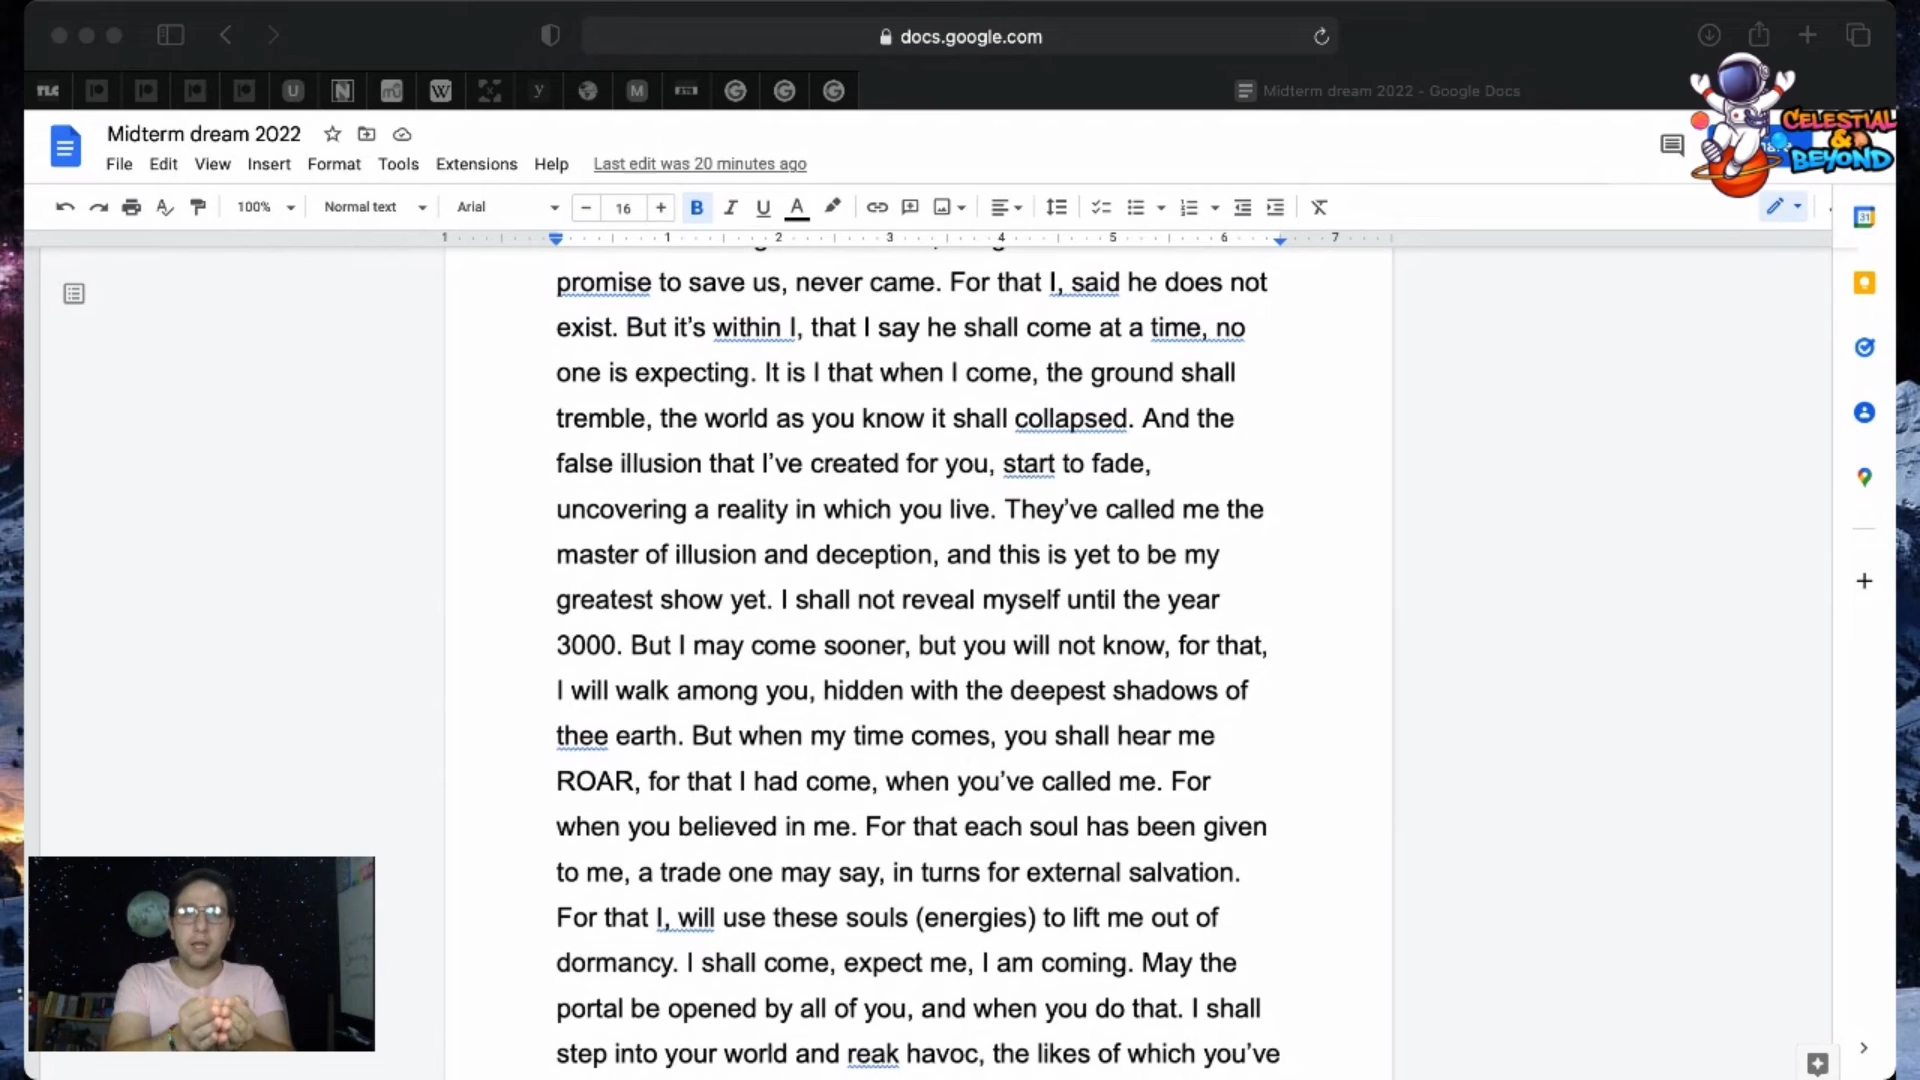 docs.google.com
TLC
U
N
W
y
M
G
G
G
Midterm dream 2022 - Google Docs
CELESTIAL
&
BEYOND
Midterm dream 2022
File Edit View Insert Format Tools Extensions Help Last edit was 20 minutes ago
100% Normal text Arial 16 B I U A
31
1 1 2 3 4 5 6 7
promise to save us, never came. For that I, said he does not
exist. But it’s within I, that I say he shall come at a time, no
one is expecting. It is I that when I come, the ground shall
tremble, the world as you know it shall collapsed. And the
false illusion that I’ve created for you, start to fade,
uncovering a reality in which you live. They’ve called me the
master of illusion and deception, and this is yet to be my
greatest show yet. I shall not reveal myself until the year
3000. But I may come sooner, but you will not know, for that,
I will walk among you, hidden with the deepest shadows of
thee earth. But when my time comes, you shall hear me
ROAR, for that I had come, when you’ve called me. For
when you believed in me. For that each soul has been given
to me, a trade one may say, in turns for external salvation.
For that I, will use these souls (energies) to lift me out of
dormancy. I shall come, expect me, I am coming. May the
portal be opened by all of you, and when you do that. I shall
step into your world and reak havoc, the likes of which you’ve